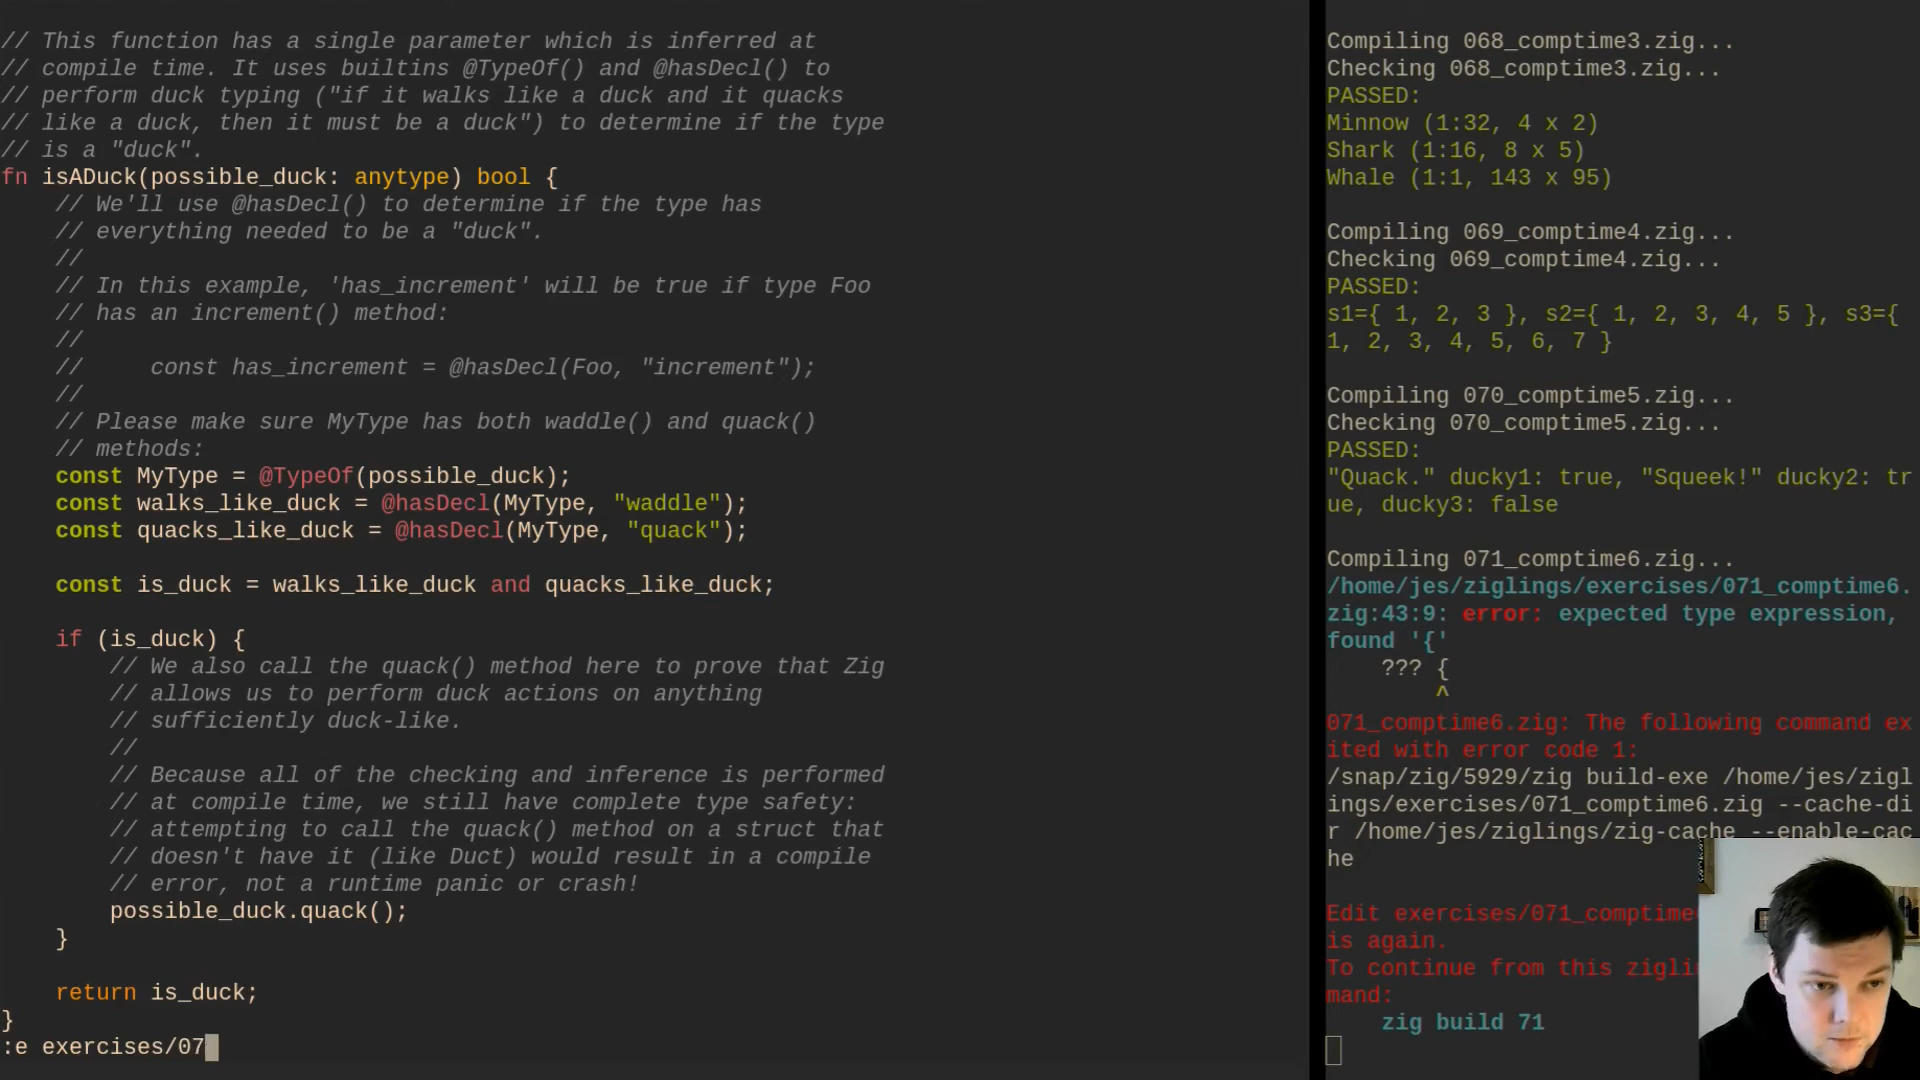 // This function has a single parameter which is inferred at
// compile time. It uses builtins @TypeOf() and @hasDecl() to
// perform duck typing ("if it walks like a duck and it quacks
// like a duck, then it must be a duck") to determine if the type
// is a "duck".
fn isADuck(possible_duck: anytype) bool {
    // We'll use @hasDecl() to determine if the type has
    // everything needed to be a "duck".
    //
    // In this example, 'has_increment' will be true if type Foo
    // has an increment() method:
    //
    //     const has_increment = @hasDecl(Foo, "increment");
    //
    // Please make sure MyType has both waddle() and quack()
    // methods:
    const MyType = @TypeOf(possible_duck);
    const walks_like_duck = @hasDecl(MyType, "waddle");
    const quacks_like_duck = @hasDecl(MyType, "quack");

    const is_duck = walks_like_duck and quacks_like_duck;

    if (is_duck) {
        // We also call the quack() method here to prove that Zig
        // allows us to perform duck actions on anything
        // sufficiently duck-like.
        //
        // Because all of the checking and inference is performed
        // at compile time, we still have complete type safety:
        // attempting to call the quack() method on a struct that
        // doesn't have it (like Duct) would result in a compile
        // error, not a runtime panic or crash!
        possible_duck.quack();
    }

    return is_duck;
}
:e exercises/07
Compiling 068_comptime3.zig...
Checking 068_comptime3.zig...
PASSED:
Minnow (1:32, 4 x 2)
Shark (1:16, 8 x 5)
Whale (1:1, 143 x 95)

Compiling 069_comptime4.zig...
Checking 069_comptime4.zig...
PASSED:
s1={ 1, 2, 3 }, s2={ 1, 2, 3, 4, 5 }, s3={
1, 2, 3, 4, 5, 6, 7 }

Compiling 070_comptime5.zig...
Checking 070_comptime5.zig...
PASSED:
"Quack." ducky1: true, "Squeek!" ducky2: tr
ue, ducky3: false

Compiling 071_comptime6.zig...
/home/jes/ziglings/exercises/071_comptime6.
zig:43:9: error: expected type expression,
found '{'
    ??? {
        ^
071_comptime6.zig: The following command ex
ited with error code 1:
/snap/zig/5929/zig build-exe /home/jes/zigl
ings/exercises/071_comptime6.zig --cache-di
r /home/jes/ziglings/zig-cache --enable-cac
he

Edit exercises/071_comptime
is again.
To continue from this zigli
mand:
    zig build 71